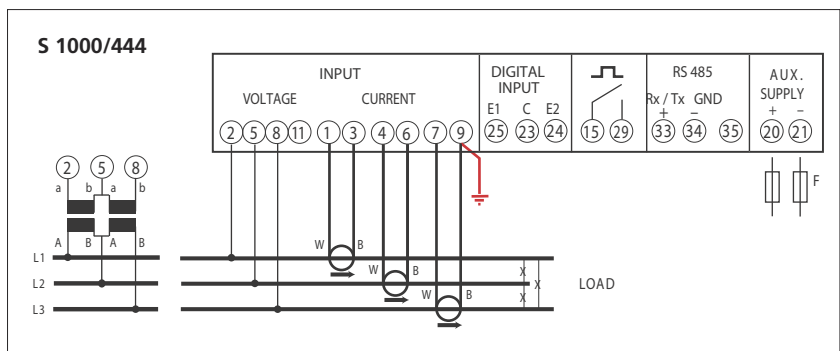 S 1000/444
INPUT
VOLTAGE CURRENT
2 5 8 11 1 3 4 6 7 9
DIGITAL
INPUT
E1 C E2
25 23 24
15 29
RS 485
Rx / Tx GND
+ –
33 34 35
AUX.
SUPPLY
+ –
20 21
F
2 5 8
a b a b
A B A B
L1
L2
L3
W B
W B
W B
X
X
X
LOAD